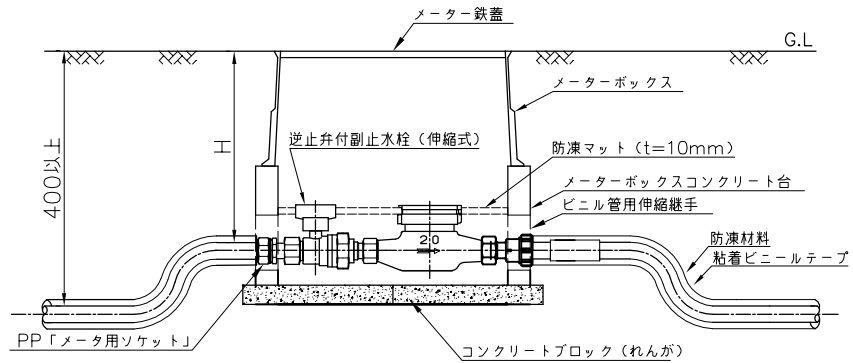 メーター鉄蓋
G.L
メーターボックス
逆止弁付副止水栓（伸縮式）
防凍マット（t=10mm）
H
400以上
メーターボックスコンクリート台
ビニル管用伸縮継手
20
防凍材料
粘着ビニールテープ
PP「メータ用ソケット」
コンクリートブロック（れんが）